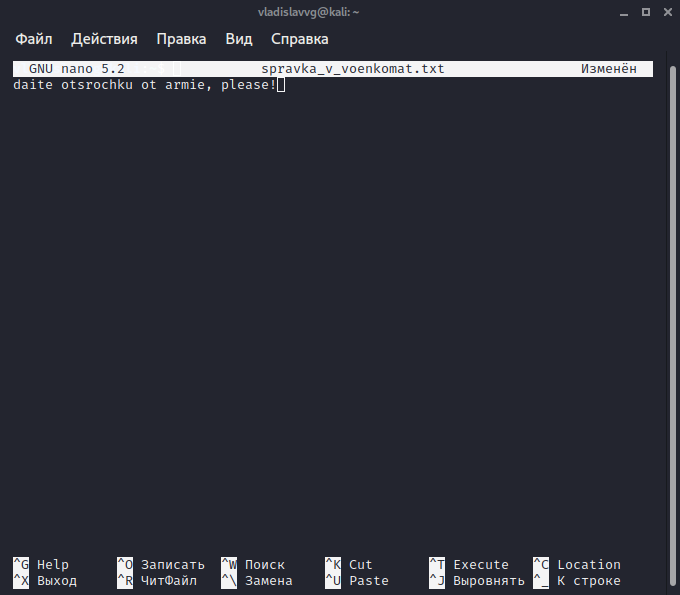 vladislavvg@kali: ~
Файл Действия Правка Вид Справка
GNU nano 5.2 spravka_v_voenkomat.txt Изменён
daite otsrochku ot armie, please!
^G Help ^O Записать ^W Поиск ^K Cut ^T Execute ^C Location
^X Выход ^R ЧитФайл ^\ Замена ^U Paste ^J Выровнять ^_ К строке